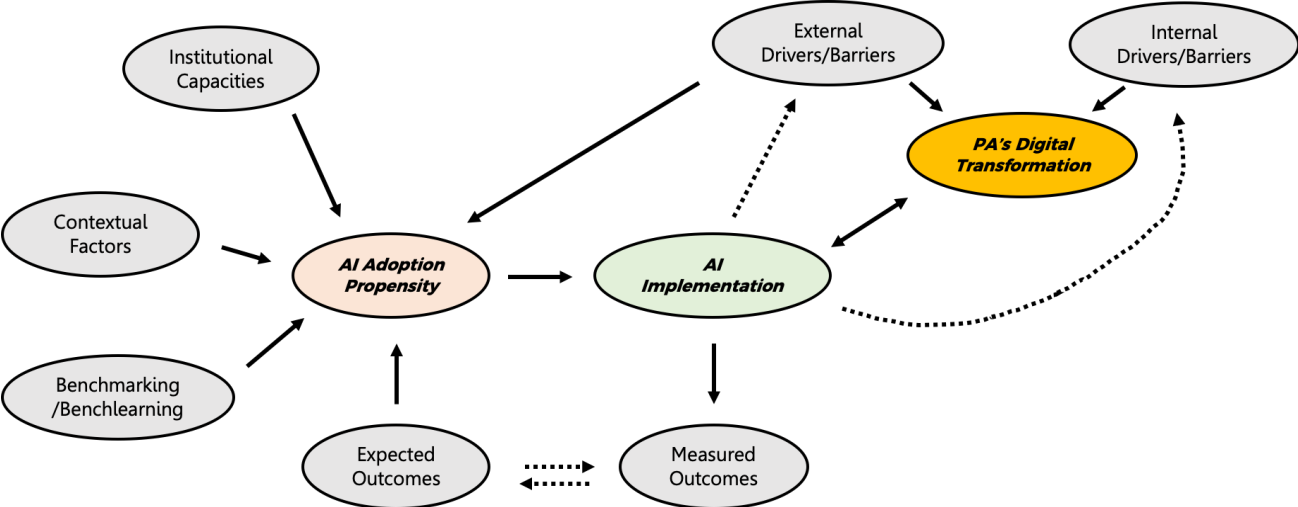 External
Drivers/Barriers
Internal
Drivers/Barriers
Institutional
Capacities
PA's Digital
Transformation
Contextual
Factors
AI Adoption
Propensity
AI
Implementation
Benchmarking
/Benchlearning
Expected
Outcomes
Measured
Outcomes